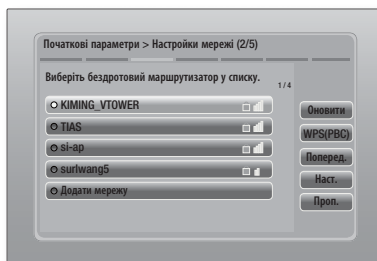 Початкові параметри > Настройки мережі (2/5)
Виберіть бездротовий маршрутизатор у списку.
1/4
KIMING_VTOWER
TIAS
si-ap
surlwang5
Додати мережу
Оновити
WPS(PBC)
Поперед.
Наст.
Проп.